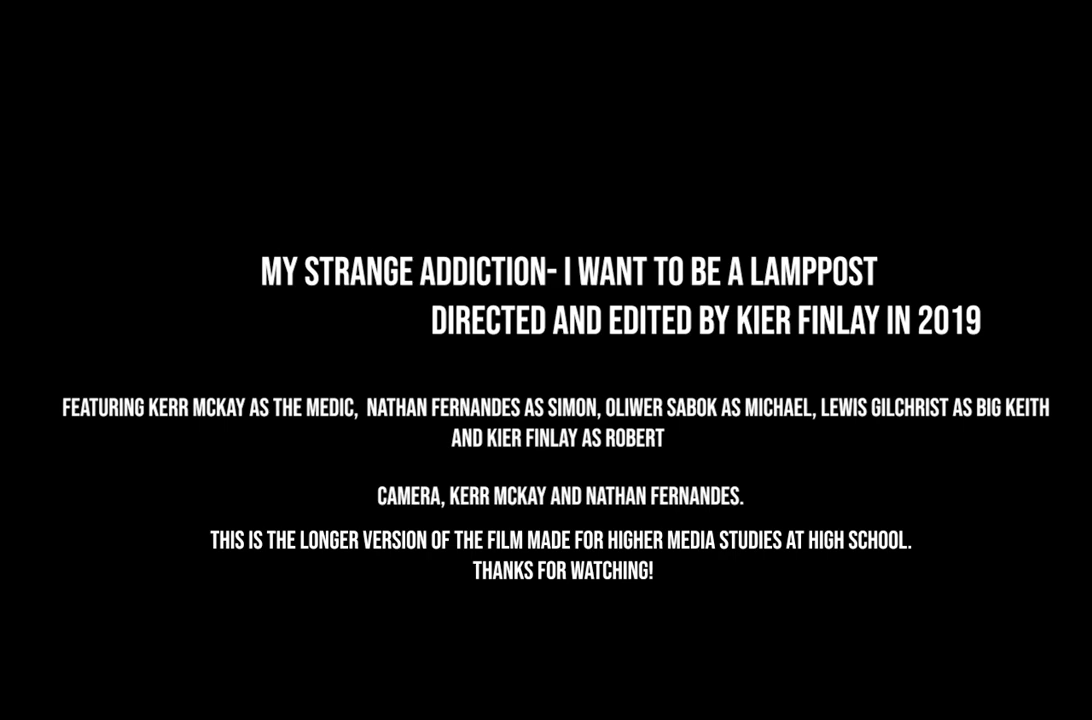 MY STRANGE ADDICTION- I WANT TO BE A LAMPPOST
DIRECTED AND EDITED BY KIER FINLAY IN 2019
FEATURING KERR MCKAY AS THE MEDIC,  NATHAN FERNANDES AS SIMON, OLIWER SABOK AS MICHAEL, LEWIS GILCHRIST AS BIG KEITH
AND KIER FINLAY AS ROBERT
CAMERA, KERR MCKAY AND NATHAN FERNANDES.
THIS IS THE LONGER VERSION OF THE FILM MADE FOR HIGHER MEDIA STUDIES AT HIGH SCHOOL.
THANKS FOR WATCHING!